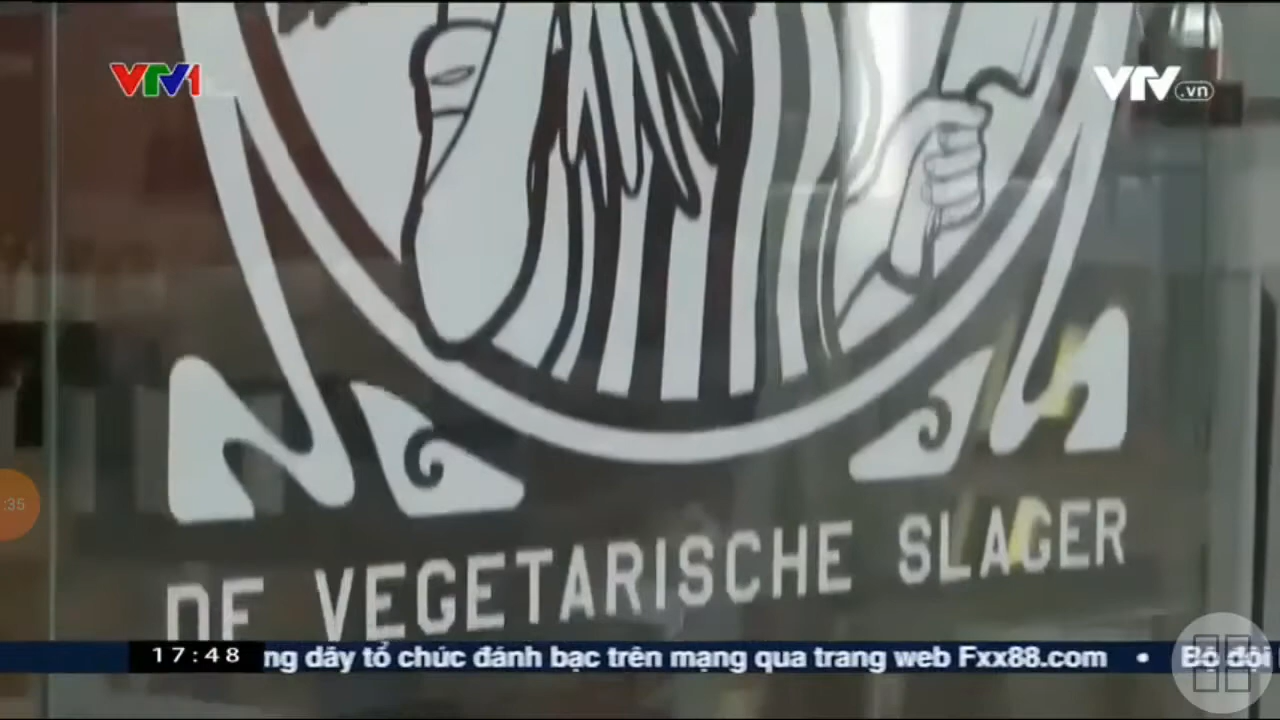 VTV1
VTV.vn
:35
DE VEGETARISCHE SLAGER
17:48 ng dây tổ chức đánh bạc trên mạng qua trang web Fxx88.com • Bộ đội